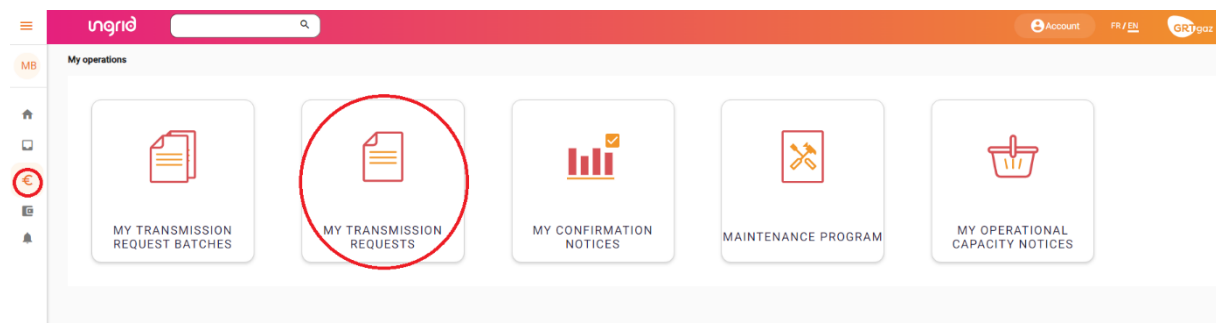 ingrid
Account
FR / EN
GRTgaz
MB
My operations
€
MY TRANSMISSION
REQUEST BATCHES
MY TRANSMISSION
REQUESTS
MY CONFIRMATION
NOTICES
MAINTENANCE PROGRAM
MY OPERATIONAL
CAPACITY NOTICES